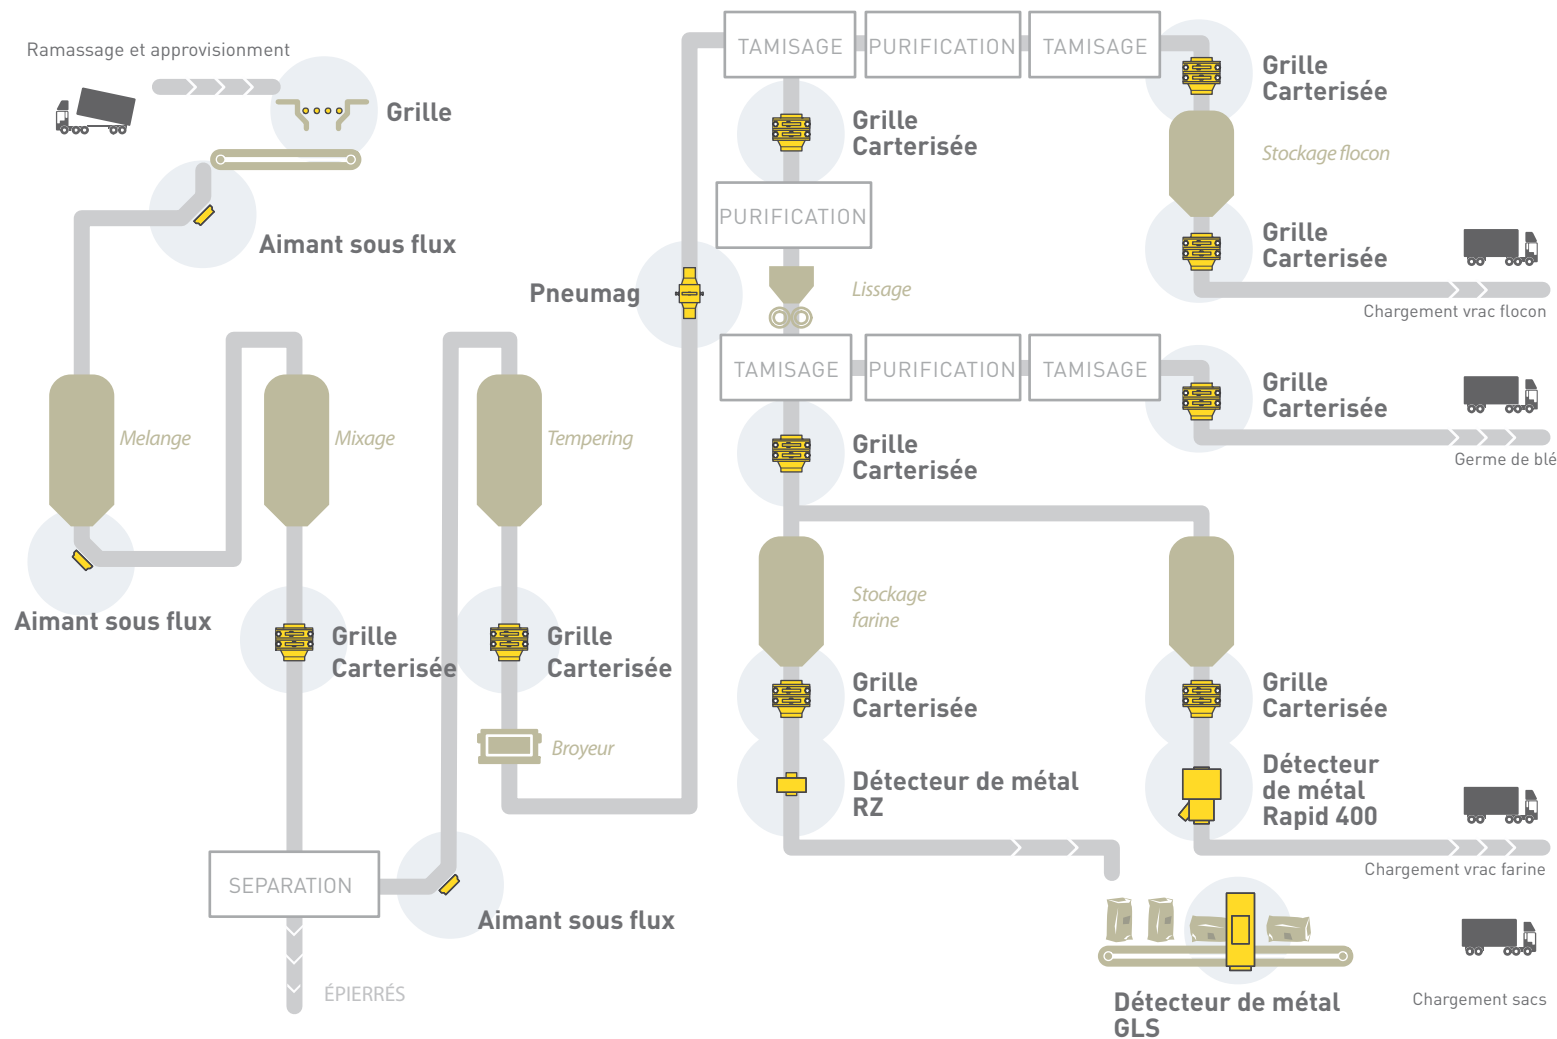 Ramassage et approvisionment
Grille
Aimant sous flux
Melange
Mixage
Tempering
Aimant sous flux
Grille
Carterisée
Grille
Carterisée
Broyeur
SEPARATION
Aimant sous flux
ÉPIERRÉS
Pneumag
TAMISAGE
PURIFICATION
TAMISAGE
Grille
Carterisée
Grille
Carterisée
Stockage flocon
PURIFICATION
Grille
Carterisée
Lissage
Chargement vrac flocon
TAMISAGE
PURIFICATION
TAMISAGE
Grille
Carterisée
Grille
Carterisée
Germe de blé
Stockage
farine
Grille
Carterisée
Grille
Carterisée
Détecteur de métal
RZ
Détecteur
de métal
Rapid 400
Chargement vrac farine
Détecteur de métal
GLS
Chargement sacs